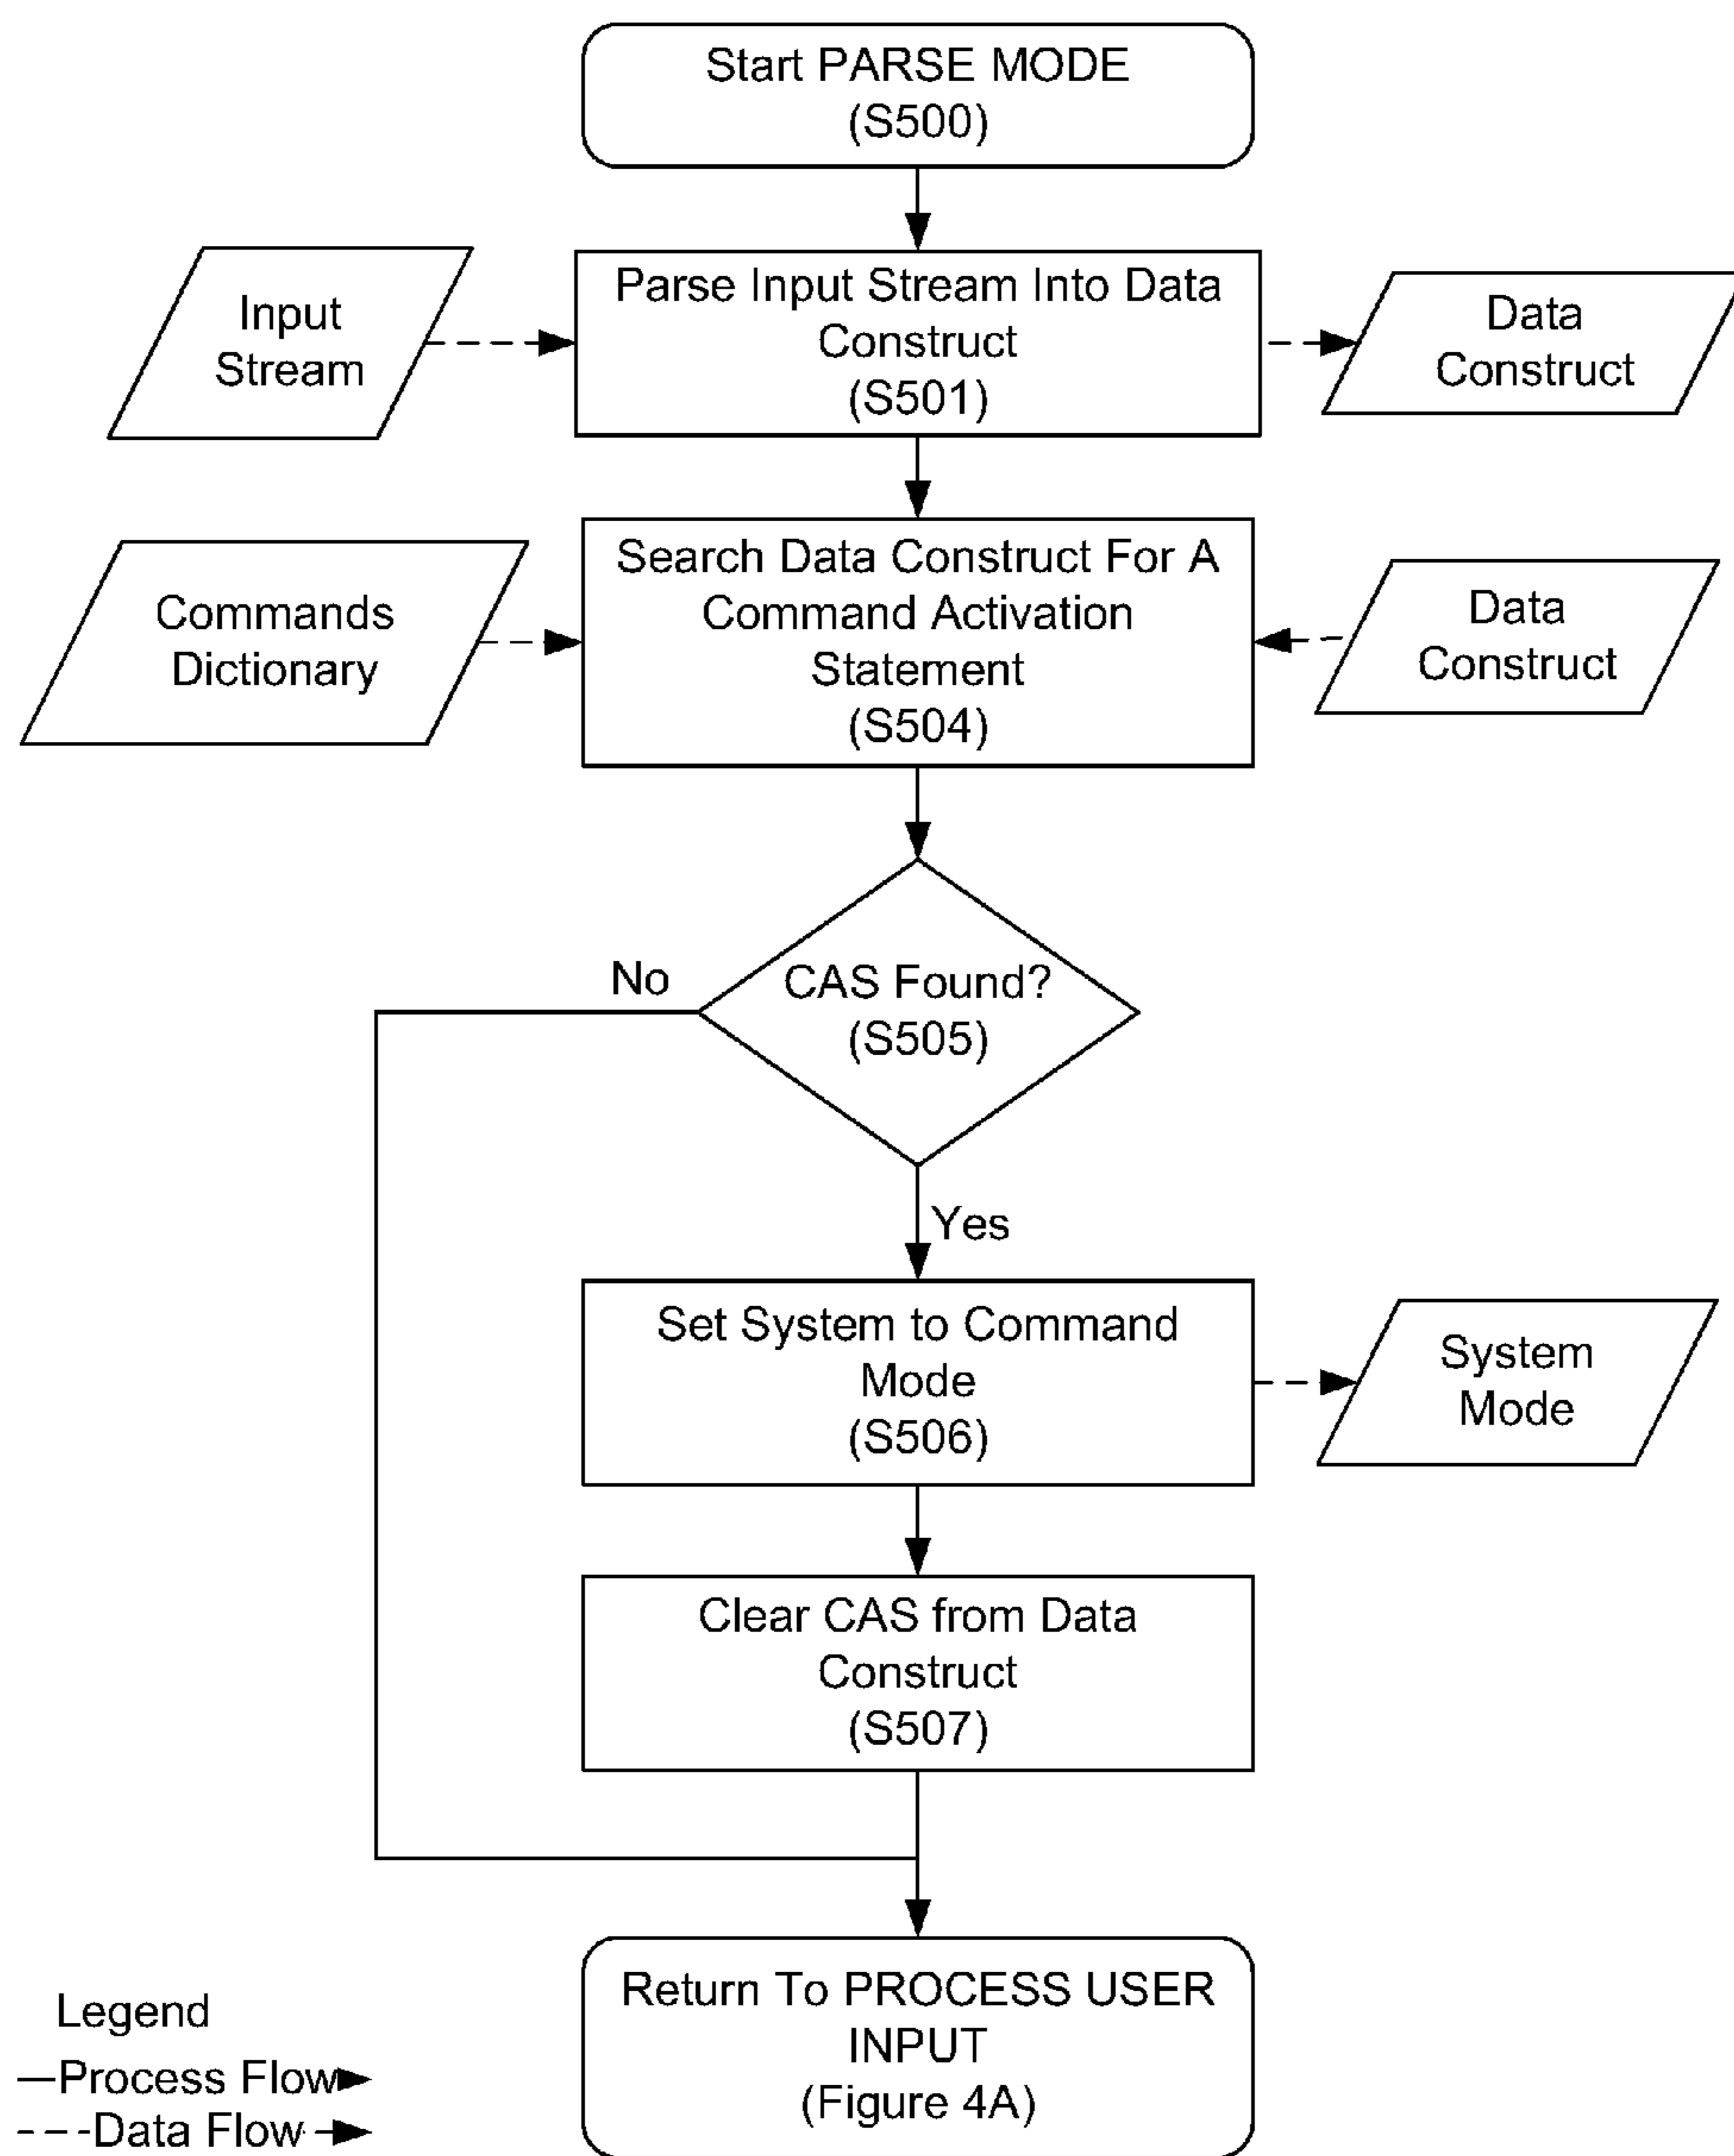 Start PARSE MODE
(S500)
Input
Stream
Parse Input Stream Into Data
Construct
(S501)
Data
Construct
Commands
Dictionary
Search Data Construct For A
Command Activation
Statement
(S504)
Data
Construct
No
CAS Found?
(S505)
Yes
Set System to Command
Mode
(S506)
System
Mode
Clear CAS from Data
Construct
(S507)
Return To PROCESS USER
INPUT
(Figure 4A)
Legend
Process Flow
Data Flow